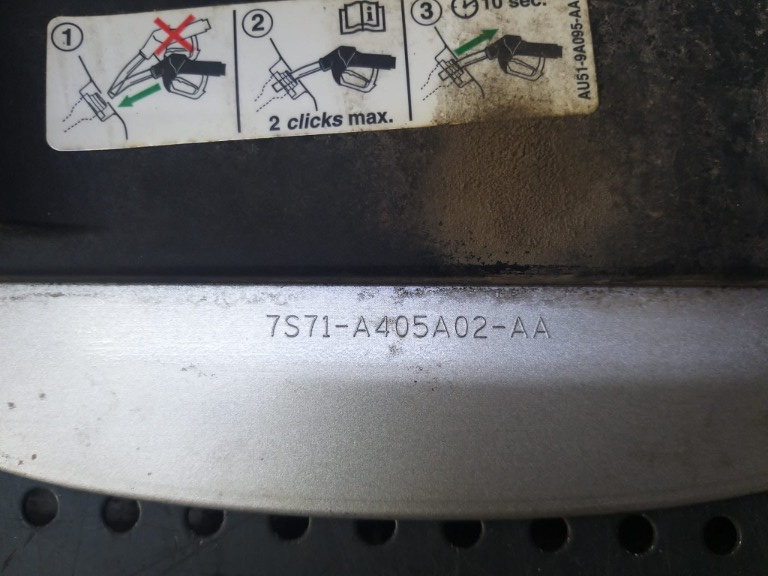 1
2
3
10 sec.
2 clicks max.
AU51-9A095-AA
7S71-A405A02-AA